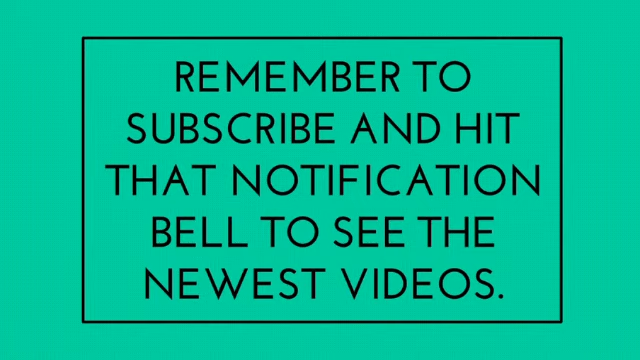 REMEMBER TO
SUBSCRIBE AND HIT
THAT NOTIFICATION
BELL TO SEE THE
NEWEST VIDEOS.